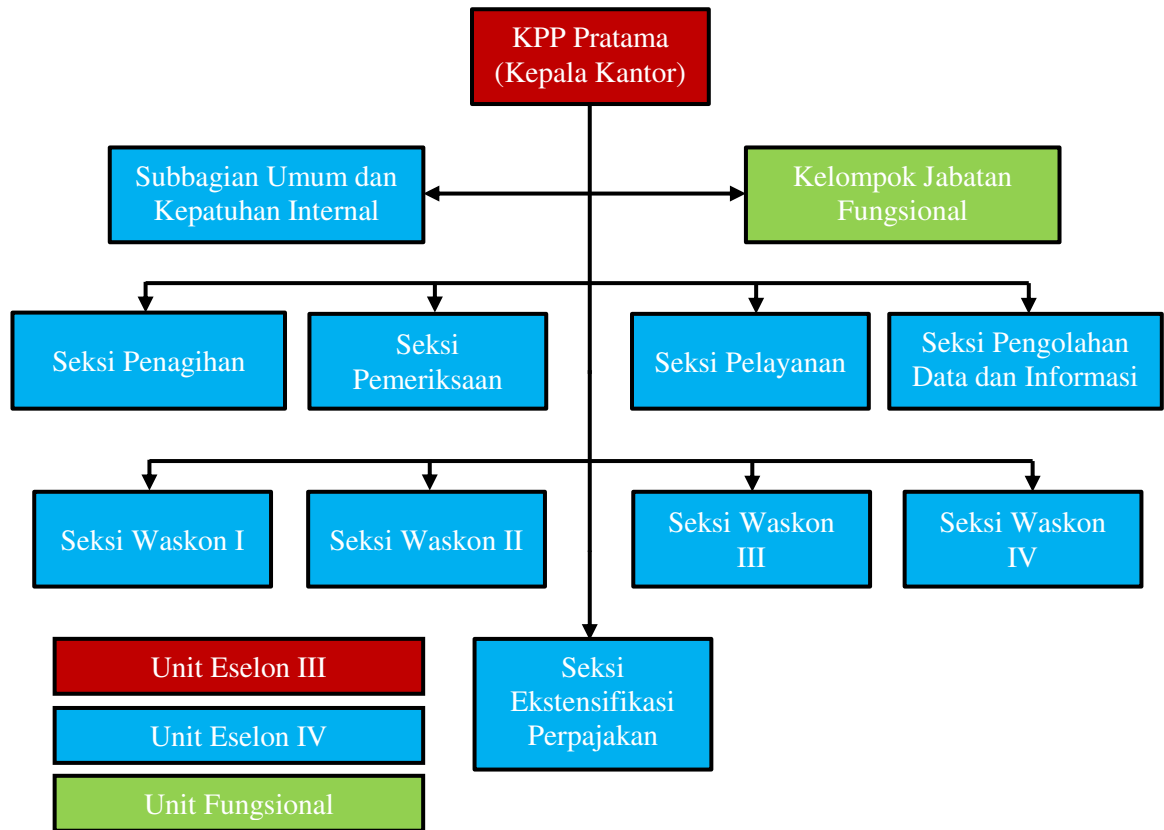 KPP Pratama
(Kepala Kantor)
Subbagian Umum dan
Kepatuhan Internal
Kelompok Jabatan
Fungsional
Seksi Penagihan
Seksi
Pemeriksaan
Seksi Pelayanan
Seksi Pengolahan
Data dan Informasi
Seksi Waskon I
Seksi Waskon II
Seksi Waskon
III
Seksi Waskon
IV
Seksi
Ekstensifikasi
Perpajakan
Unit Eselon III
Unit Eselon IV
Unit Fungsional